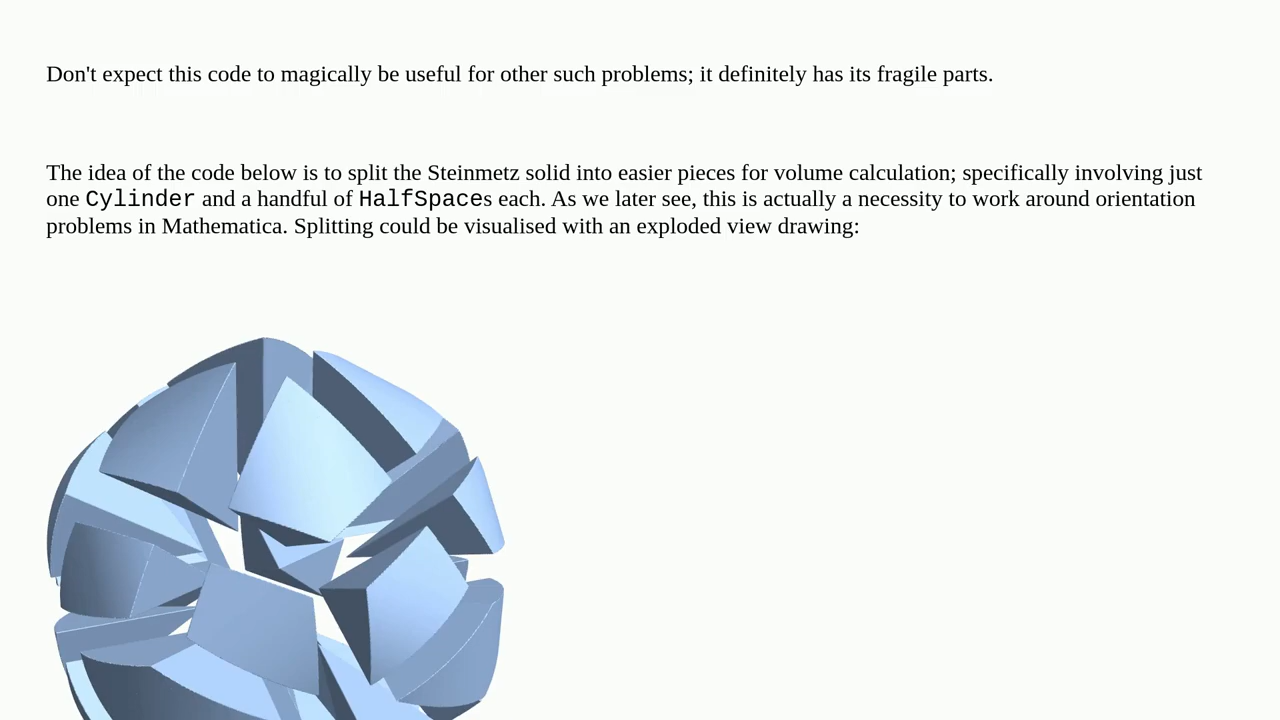 Don't expect this code to magically be useful for other such problems; it definitely has its fragile parts.
The idea of the code below is to split the Steinmetz solid into easier pieces for volume calculation; specifically involving just
one Cylinder and a handful of HalfSpaces each. As we later see, this is actually a necessity to work around orientation
problems in Mathematica. Splitting could be visualised with an exploded view drawing: